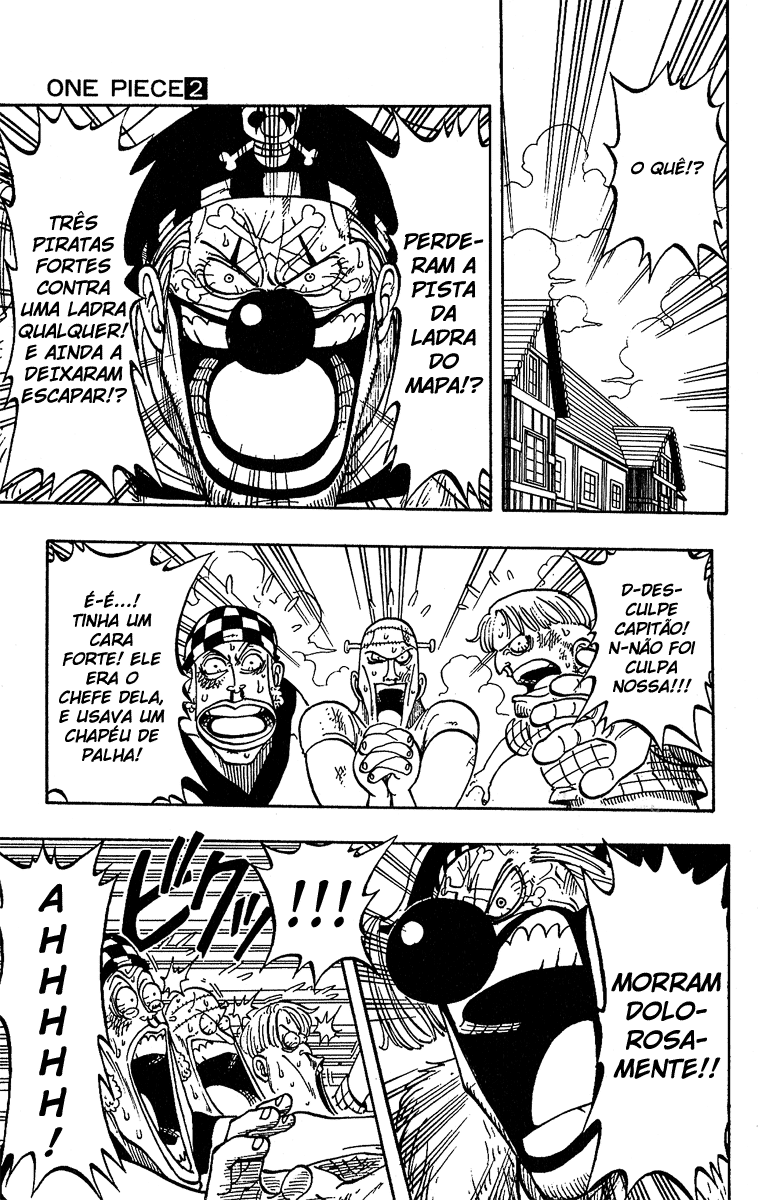 ONE PIECE 2
O QUÊ!?
PERDE-
RAM A
PISTA
DA
LADRA
DO
MAPA!?
TRÊS
PIRATAS
FORTES
CONTRA
UMA LADRA
QUALQUER!
E AINDA A
DEIXARAM
ESCAPAR!?
D-DES-
CULPE
CAPITÃO!
N-NÃO FOI
CULPA
NOSSA!!!
É-É...!
TINHA UM
CARA
FORTE! ELE
ERA O
CHEFE DELA,
E USAVA UM
CHAPÉU DE
PALHA!
MORRAM
DOLO-
ROSA-
MENTE!!
!!!
ビクッ
AHHHHH!